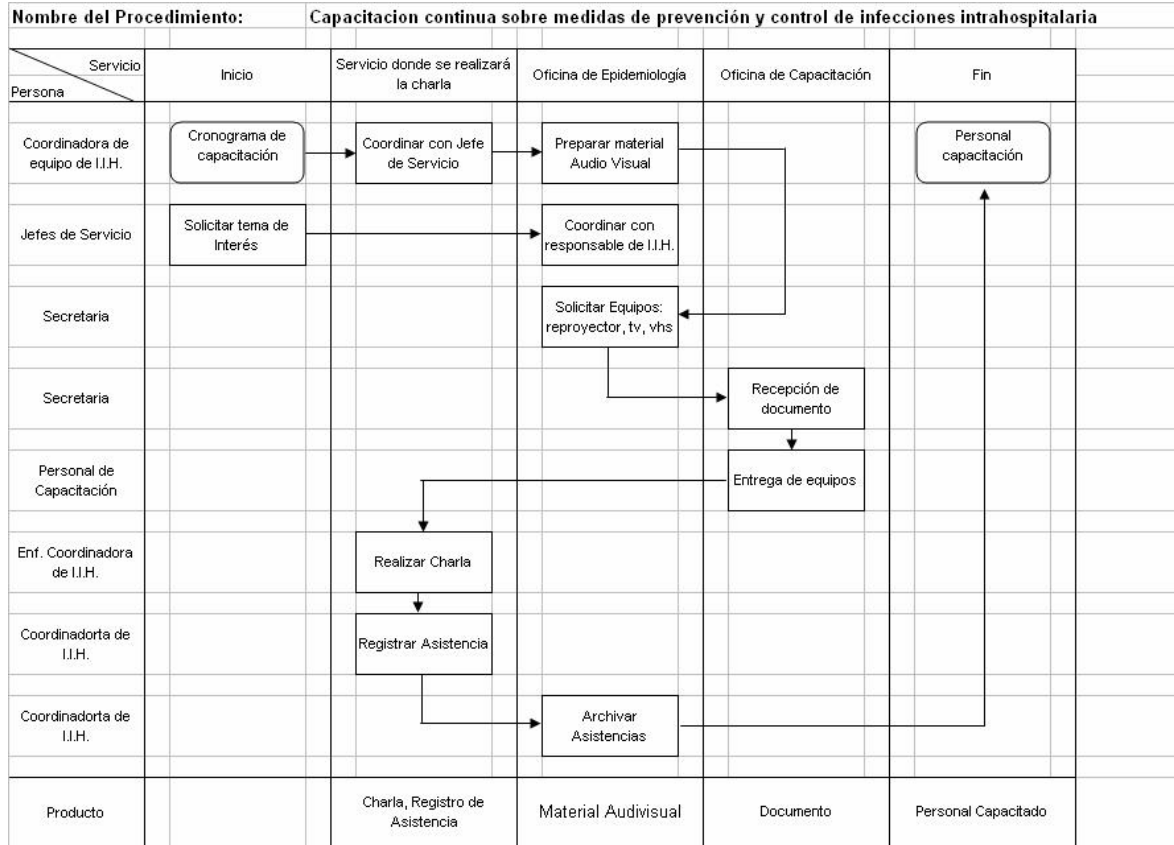 Nombre del Procedimiento: Capacitacion continua sobre medidas de prevención y control de infecciones intrahospitalaria
Servicio
Persona
Inicio
Servicio donde se realizará
la charla
Oficina de Epidemiología
Oficina de Capacitación
Fin
Coordinadora de
equipo de I.I.H.
Cronograma de
capacitación
Coordinar con Jefe
de Servicio
Preparar material
Audio Visual
Personal
capacitación
Jefes de Servicio
Solicitar tema de
Interés
Coordinar con
responsable de I.I.H.
Secretaria
Solicitar Equipos:
reproyector, tv, vhs
Secretaria
Recepción de
documento
Personal de
Capacitación
Entrega de equipos
Enf. Coordinadora
de I.I.H.
Realizar Charla
Coordinadorta de
I.I.H.
Registrar Asistencia
Coordinadorta de
I.I.H.
Archivar
Asistencias
Producto
Charla, Registro de
Asistencia
Material Audivisual
Documento
Personal Capacitado